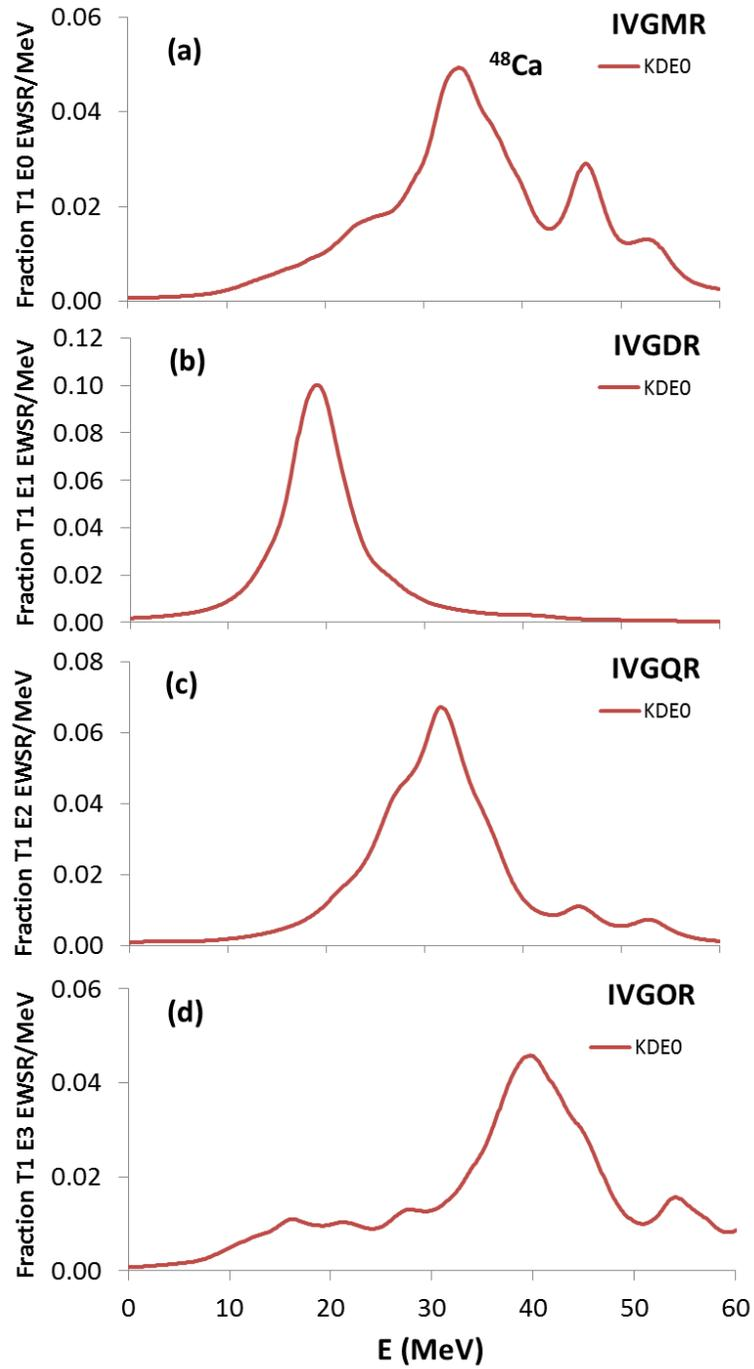 (a)
IVGMR
48Ca
KDE0
Fraction T1 E0 EWSR/MeV
0.06
0.04
0.02
0.00
(b)
IVGDR
KDE0
Fraction T1 E1 EWSR/MeV
0.12
0.10
0.08
0.06
0.04
0.02
0.00
(c)
IVGQR
KDE0
Fraction T1 E2 EWSR/MeV
0.08
0.06
0.04
0.02
0.00
(d)
IVGOR
KDE0
Fraction T1 E3 EWSR/MeV
0.06
0.04
0.02
0.00
0 10 20 30 40 50 60
E (MeV)